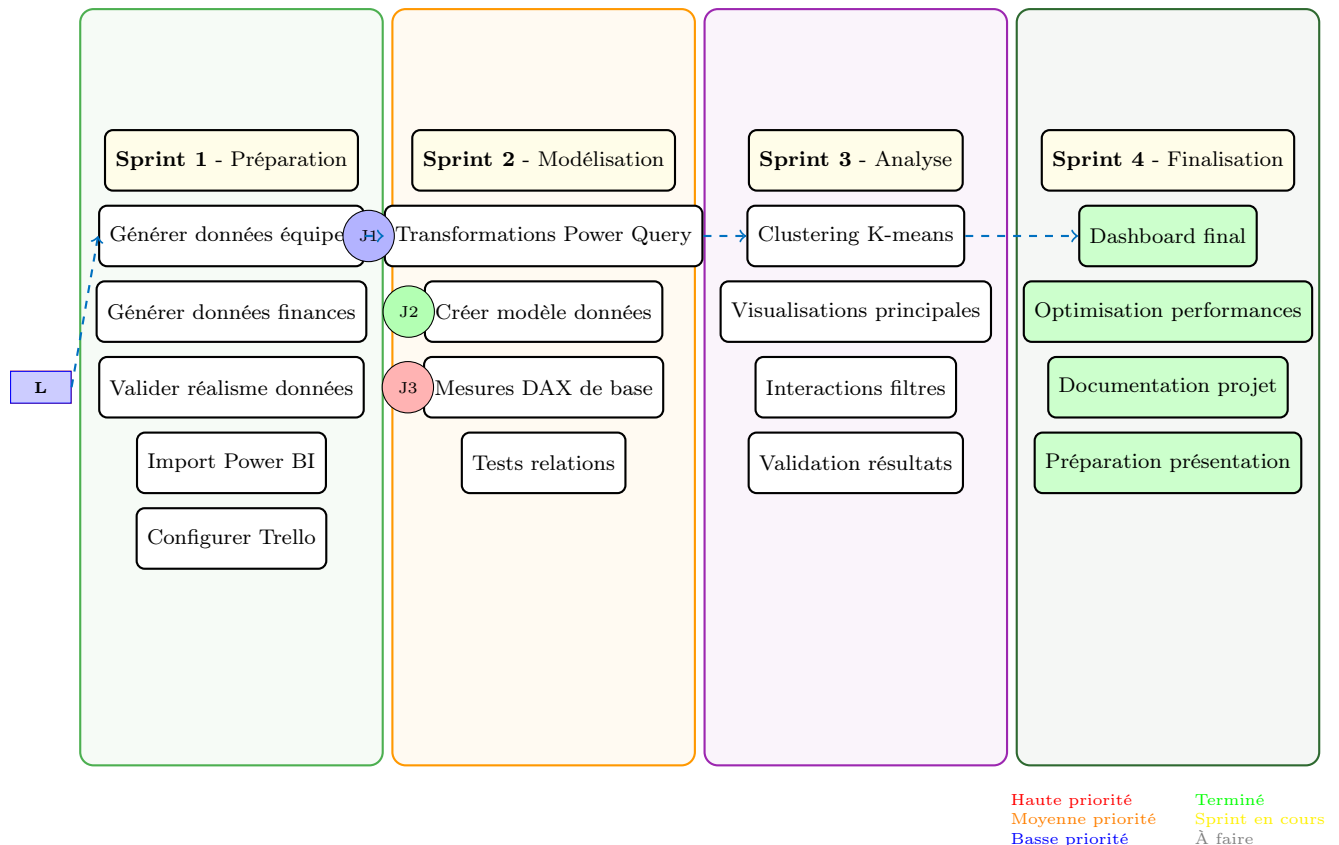 Sprint 1 - Préparation
Générer données équipe
Générer données finances
Valider réalisme données
Import Power BI
Configurer Trello
L
Sprint 2 - Modélisation
J1
Transformations Power Query
J2
Créer modèle données
J3
Mesures DAX de base
Tests relations
Sprint 3 - Analyse
Clustering K-means
Visualisations principales
Interactions filtres
Validation résultats
Sprint 4 - Finalisation
Dashboard final
Optimisation performances
Documentation projet
Préparation présentation
Haute priorité
Moyenne priorité
Basse priorité
Terminé
Sprint en cours
À faire